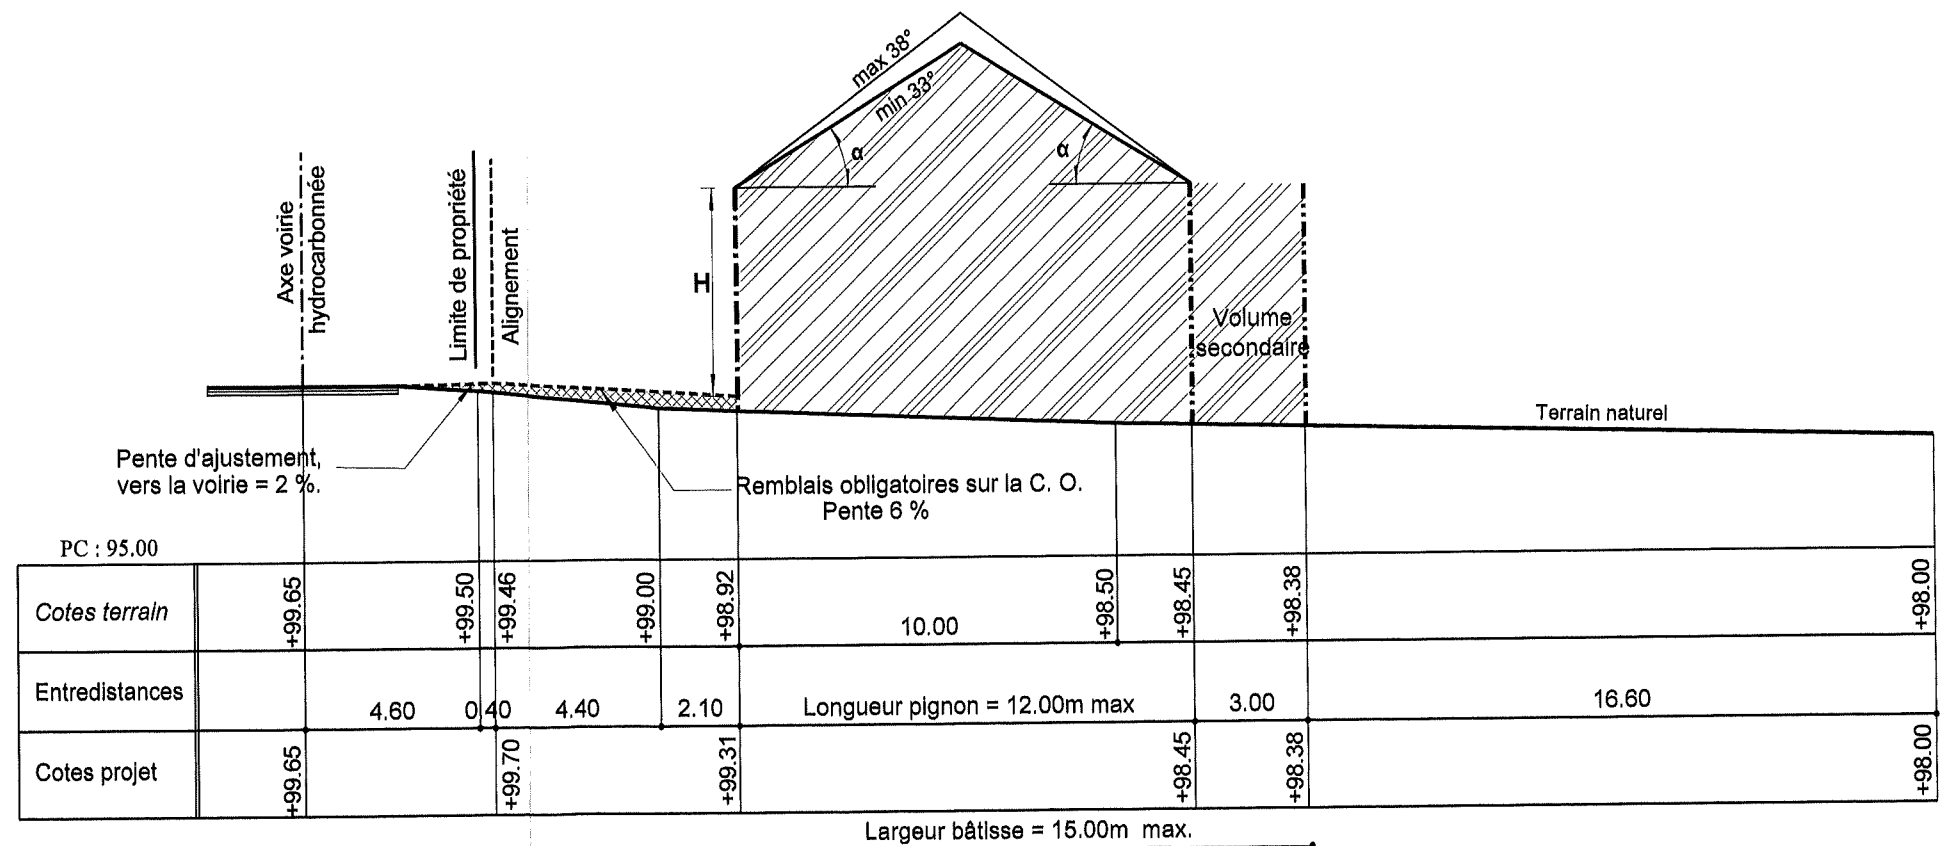 max 38°
min 33°
α
α
Axe voirie
hydrocarbonnée
Limite de propriété
Alignement
H
Volume
secondaire
Terrain naturel
Pente d'ajustement,
vers la voirie = 2 %.
Remblais obligatoires sur la C. O.
Pente 6 %
PC : 95.00
Cotes terrain
+99.65
+99.50
+99.46
+99.00
+98.92
10.00
+98.50
+98.45
+98.38
+98.00
Entredistances
4.60
0.40
4.40
2.10
Longueur pignon = 12.00m max
3.00
16.60
Cotes projet
+99.65
+99.70
+99.31
+98.45
+98.38
+98.00
Largeur bâtisse = 15.00m max.